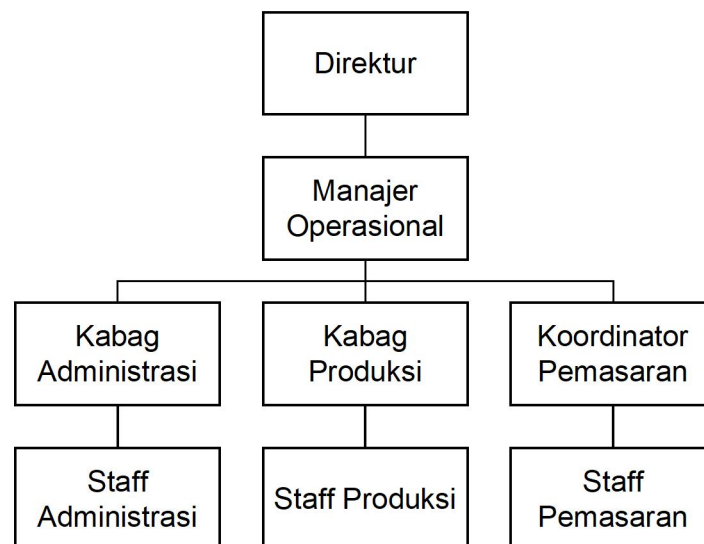 Direktur
Manajer
Operasional
Kabag
Administrasi
Kabag
Produksi
Koordinator
Pemasaran
Staff
Administrasi
Staff Produksi
Staff
Pemasaran